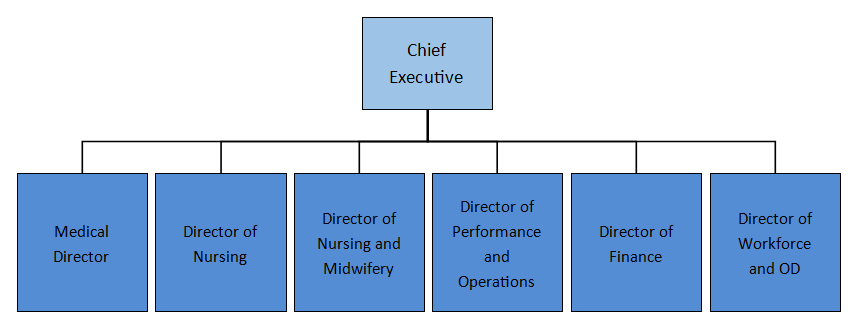 Chief
Executive
Medical
Director
Director of
Nursing
Director of
Nursing and
Midwifery
Director of
Performance
and
Operations
Director of
Finance
Director of
Workforce
and OD